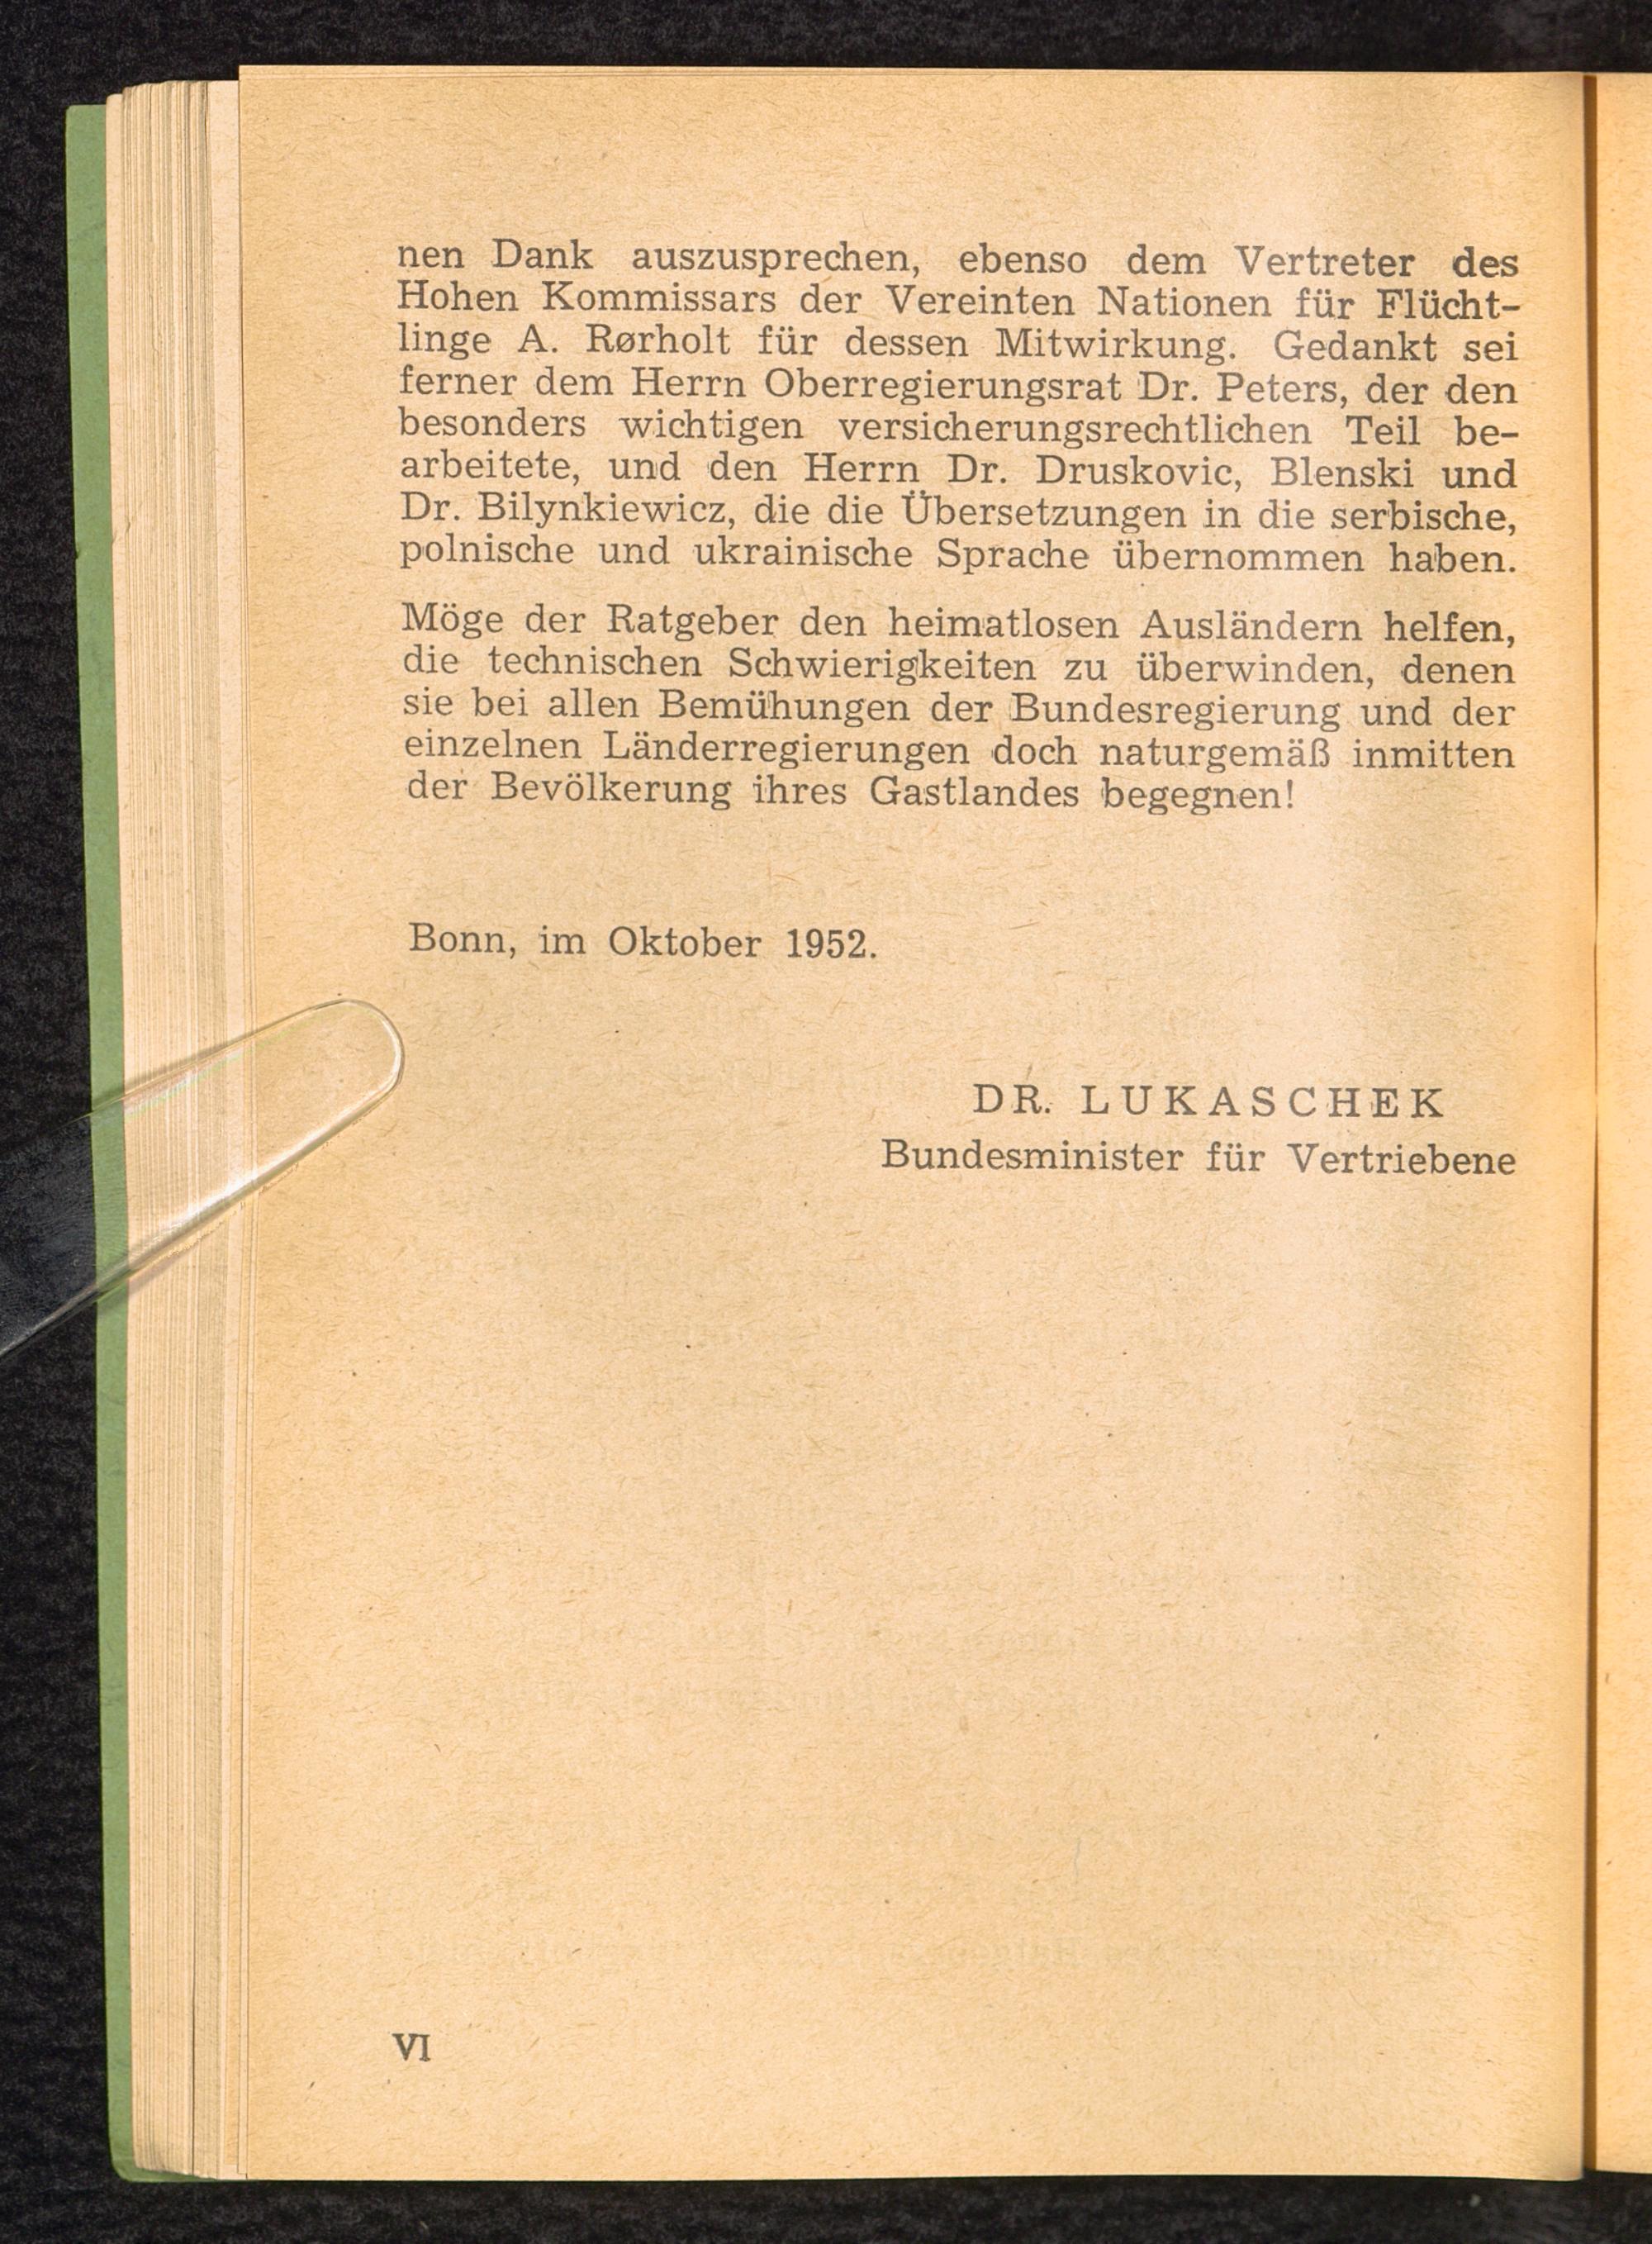 nen Dank auszusprechen, ebenso dem Vertreter des
Hohen Kommissars der Vereinten Nationen für Flücht-
linge A. Rørholt für dessen Mitwirkung. Gedankt sei
ferner dem Herrn Oberregierungsrat Dr. Peters, der den
besonders wichtigen versicherungsrechtlichen Teil be-
arbeitete, und den Herrn Dr. Druskovic, Blenski und
Dr. Bilynkiewicz, die die Übersetzungen in die serbische,
polnische und ukrainische Sprache übernommen haben.
Möge der Ratgeber den heimatlosen Ausländern helfen,
die technischen Schwierigkeiten zu überwinden, denen
sie bei allen Bemühungen der Bundesregierung und der
einzelnen Länderregierungen doch naturgemäß inmitten
der Bevölkerung ihres Gastlandes begegnen!
Bonn, im Oktober 1952.
DR. LUKASCHEK
Bundesminister für Vertriebene
VI